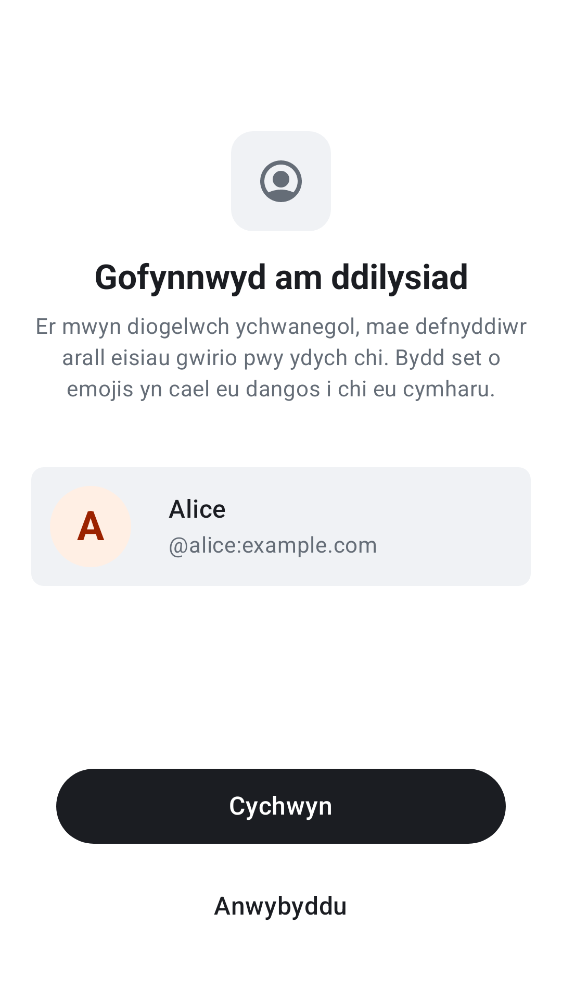 Gofynnwyd am ddilysiad
Er mwyn diogelwch ychwanegol, mae defnyddiwr
arall eisiau gwirio pwy ydych chi. Bydd set o
emojis yn cael eu dangos i chi eu cymharu.
A
Alice
@alice:example.com
Cychwyn
Anwybyddu